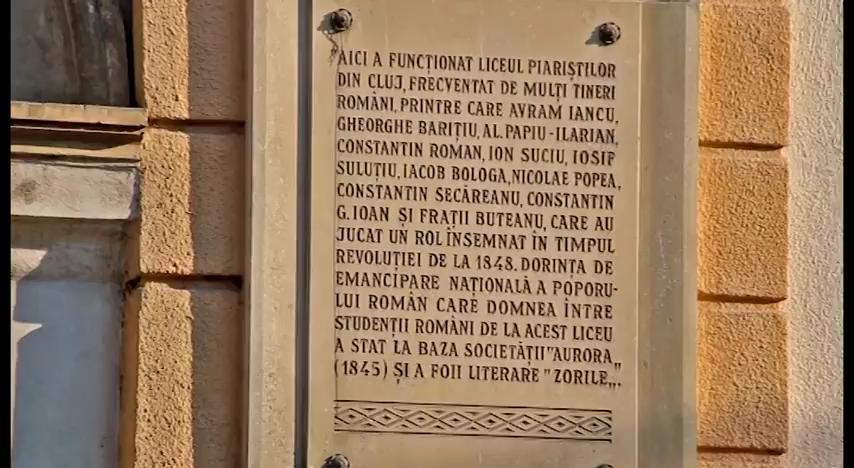 AICI A FUNCȚIONAT LICEUL PIARIȘTILOR
DIN CLUJ, FRECVENTAT DE MULȚI TINERI
ROMÂNI, PRINTRE CARE AVRAM IANCU,
GHEORGHE BARIȚIU, AL. PAPIU - ILARIAN,
CONSTANTIN ROMAN, ION SUCIU, IOSIF
SULUȚIU, IACOB BOLOGA, NICOLAE POPEA,
CONSTANTIN SECĂREANU, CONSTANTIN
G. IOAN ȘI FRAȚII BUTEANU, CARE AU
JUCAT UN ROL ÎNSEMNAT ÎN TIMPUL
REVOLUȚIEI DE LA 1848. DORINȚA DE
EMANCIPARE NAȚIONALĂ A POPORU-
LUI ROMÂN CARE DOMNEA ÎNTRE
STUDENȚII ROMÂNI DE LA ACEST LICEU
A STAT LA BAZA SOCIETĂȚII "AURORA"
(1845) ȘI A FOII LITERARE "ZORILE".